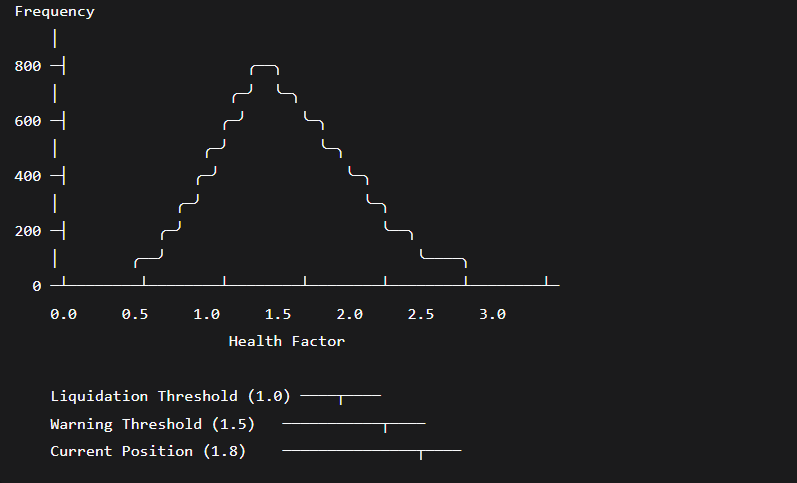 Frequency
800
600
400
200
0
0.0 0.5 1.0 1.5 2.0 2.5 3.0
Health Factor
Liquidation Threshold (1.0)
Warning Threshold (1.5)
Current Position (1.8)